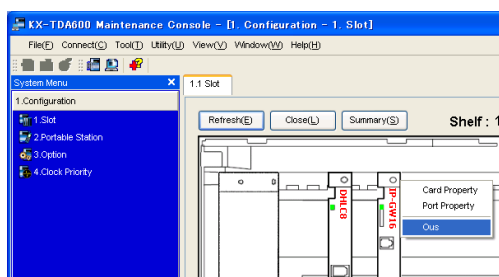 KX-TDA600 Maintenance Console - [1. Configuration - 1. Slot]
File(F) Connect(C) Tool(T) Utility(U) View(V) Window(W) Help(H)
System Menu
1.1 Slot
1.Configuration
1.Slot
2.Portable Station
3.Option
4.Clock Priority
Refresh(E)
Close(L)
Summary(S)
Shelf : 1
DHLC8
IP-GW16
Card Property
Port Property
Ous